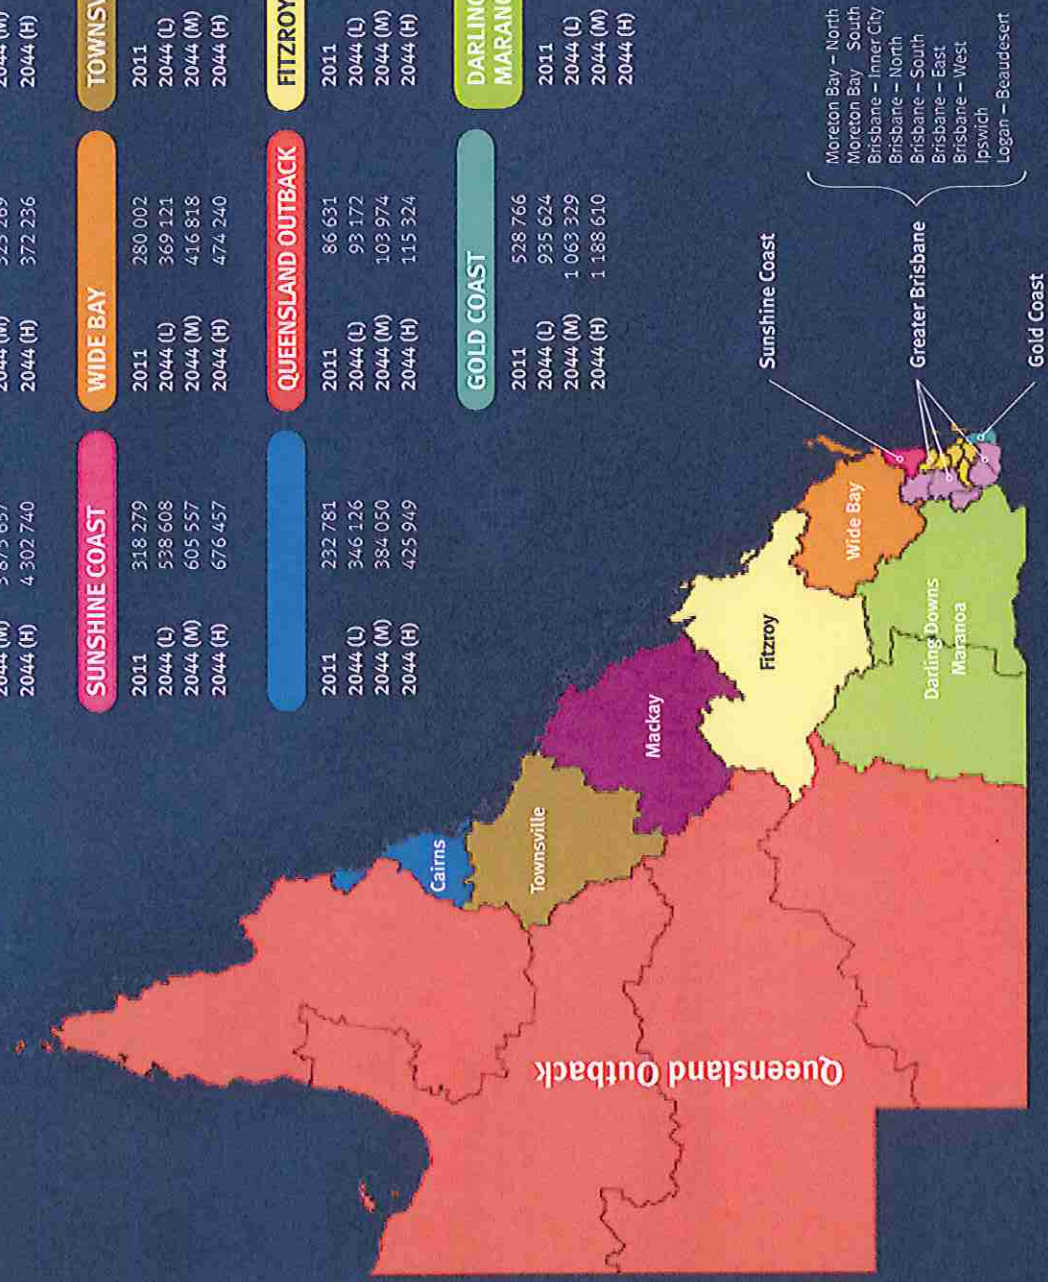 2044 (M)
2044 (H) 4 302 740
SUNSHINE COAST
2011 318 279
2044 (L) 538 608
2044 (M) 605 557
2044 (H) 676 457
2011 232 781
2044 (L) 346 126
2044 (M) 384 050
2044 (H) 425 949
2044 (M)
2044 (H) 372 236
WIDE BAY
2011 280 002
2044 (L) 369 121
2044 (M) 416 818
2044 (H) 474 240
QUEENSLAND OUTBACK
2011 86 631
2044 (L) 93 172
2044 (M) 103 974
2044 (H) 115 324
GOLD COAST
2011 528 766
2044 (L) 935 624
2044 (M) 1 063 329
2044 (H) 1 188 610
2044 (M)
2044 (H)
2011
2044 (L)
2044 (M)
2044 (H)
FITZROY
2011
2044 (L)
2044 (M)
2044 (H)
2011
2044 (L)
2044 (M)
2044 (H)
Cairns
Townsville
Mackay
Fitzroy
Wide Bay
Queensland Outback
Darling Downs
Maranoa
Sunshine Coast
Greater Brisbane
Gold Coast
Moreton Bay – North
Moreton Bay South
Brisbane – Inner City
Brisbane – North
Brisbane – South
Brisbane – East
Brisbane – West
Ipswich
Logan – Beaudesert